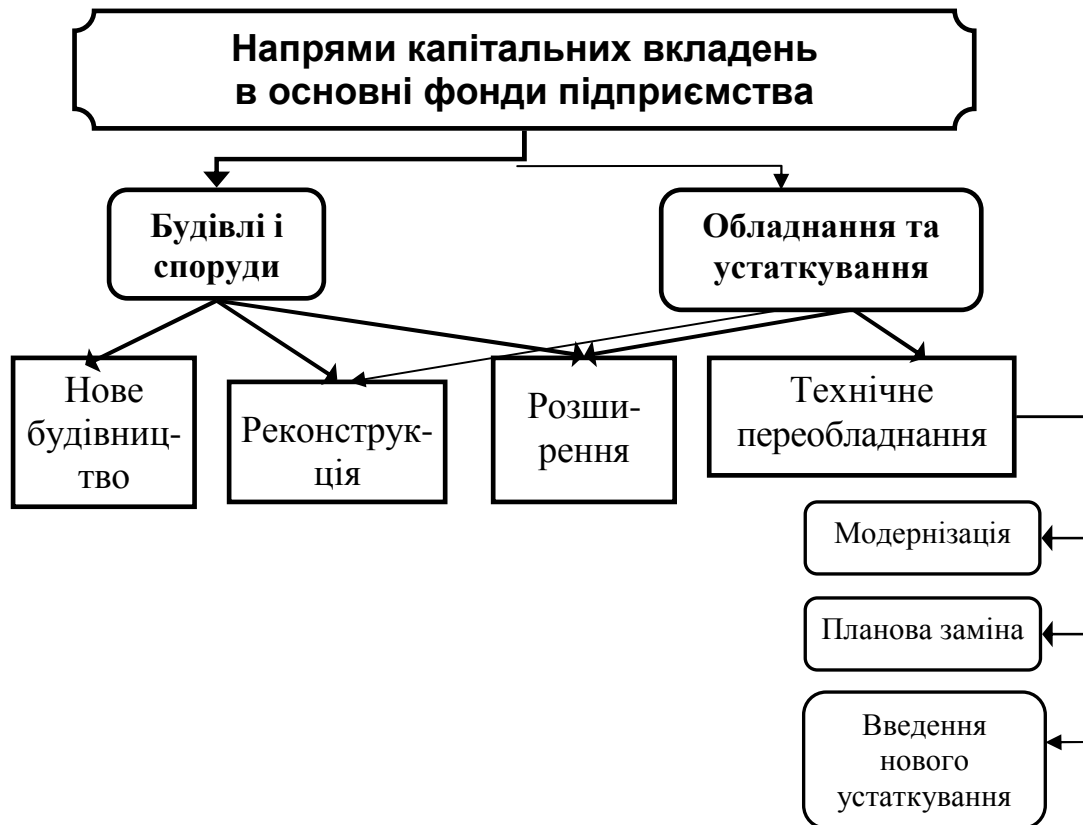 Напрями капітальних вкладень
в основні фонди підприємства
Будівлі і
споруди
Обладнання та
устаткування
Нове
будівниц-
тво
Реконструк-
ція
Розши-
рення
Технічне
переобладнання
Модернізація
Планова заміна
Введення
нового
устаткування